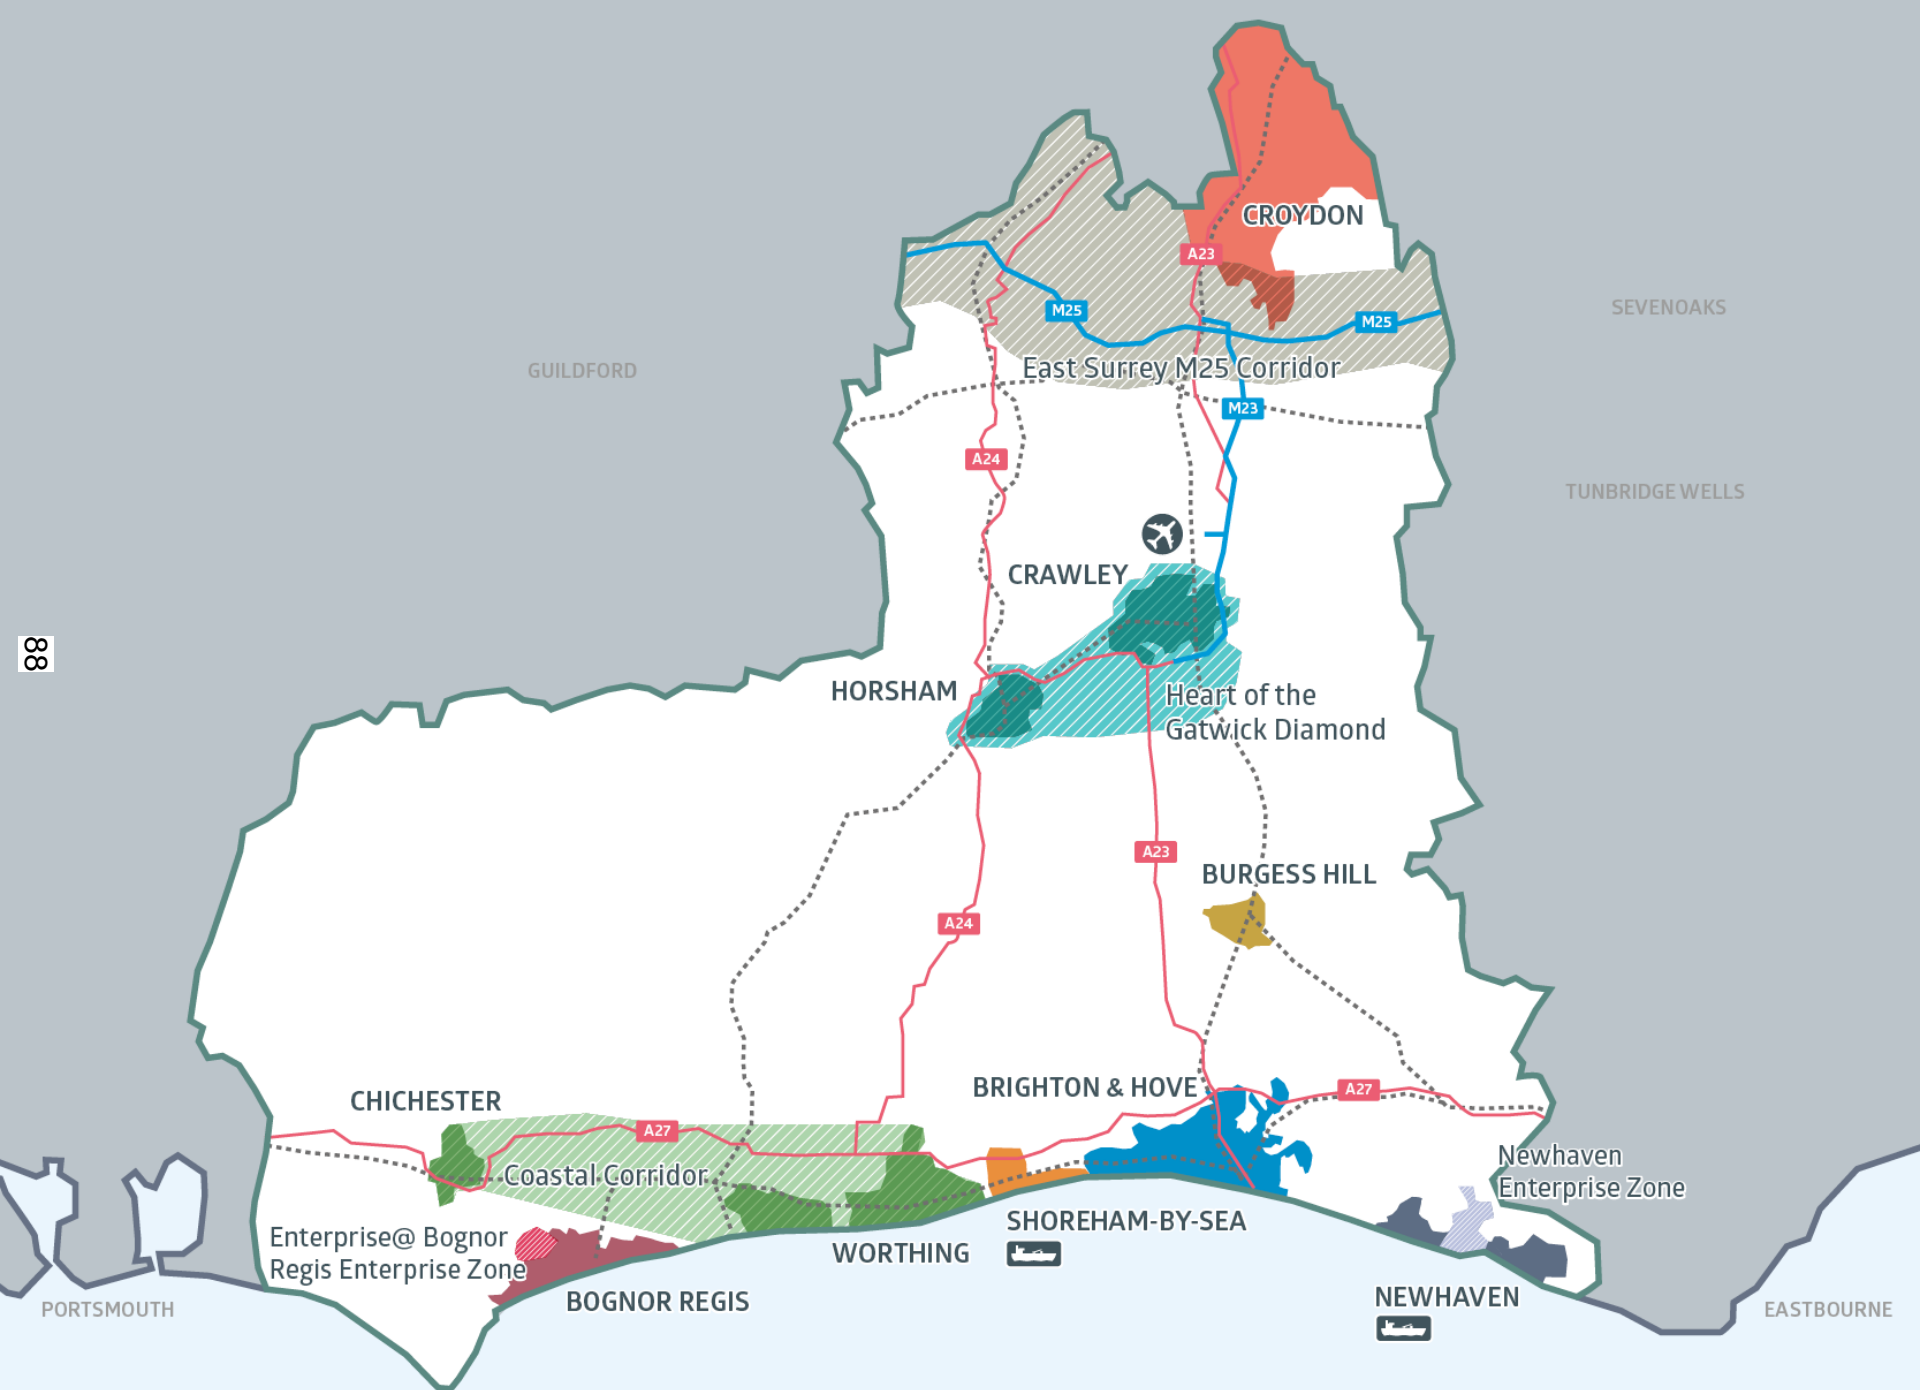 CROYDON
A23
M25
M25
SEVENOAKS
East Surrey M25 Corridor
GUILDFORD
M23
A24
TUNBRIDGE WELLS
CRAWLEY
88
HORSHAM
Heart of the
Gatwick Diamond
A23
BURGESS HILL
A24
BRIGHTON & HOVE
A27
CHICHESTER
A27
Coastal Corridor
Newhaven
Enterprise Zone
Enterprise@ Bognor
Regis Enterprise Zone
SHOREHAM-BY-SEA
WORTHING
BOGNOR REGIS
NEWHAVEN
PORTSMOUTH
EASTBOURNE